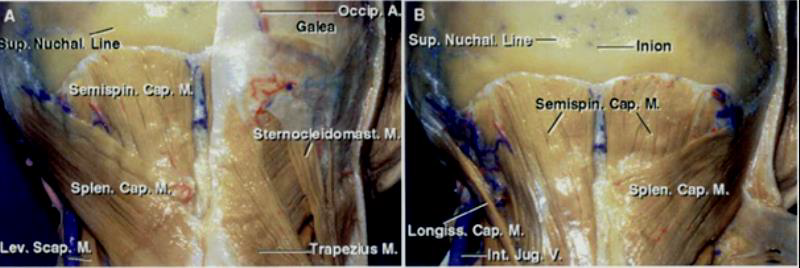 A
Occip. A.
Galea
Sup. Nuchal. Line
Semispin. Cap. M.
Sternocleidomast. M.
Splen. Cap. M.
Lev. Scap. M.
Trapezius M.
B
Sup. Nuchal. Line
Inion
Semispin. Cap. M.
Splen. Cap. M.
Longiss. Cap. M.
Int. Jug. V.